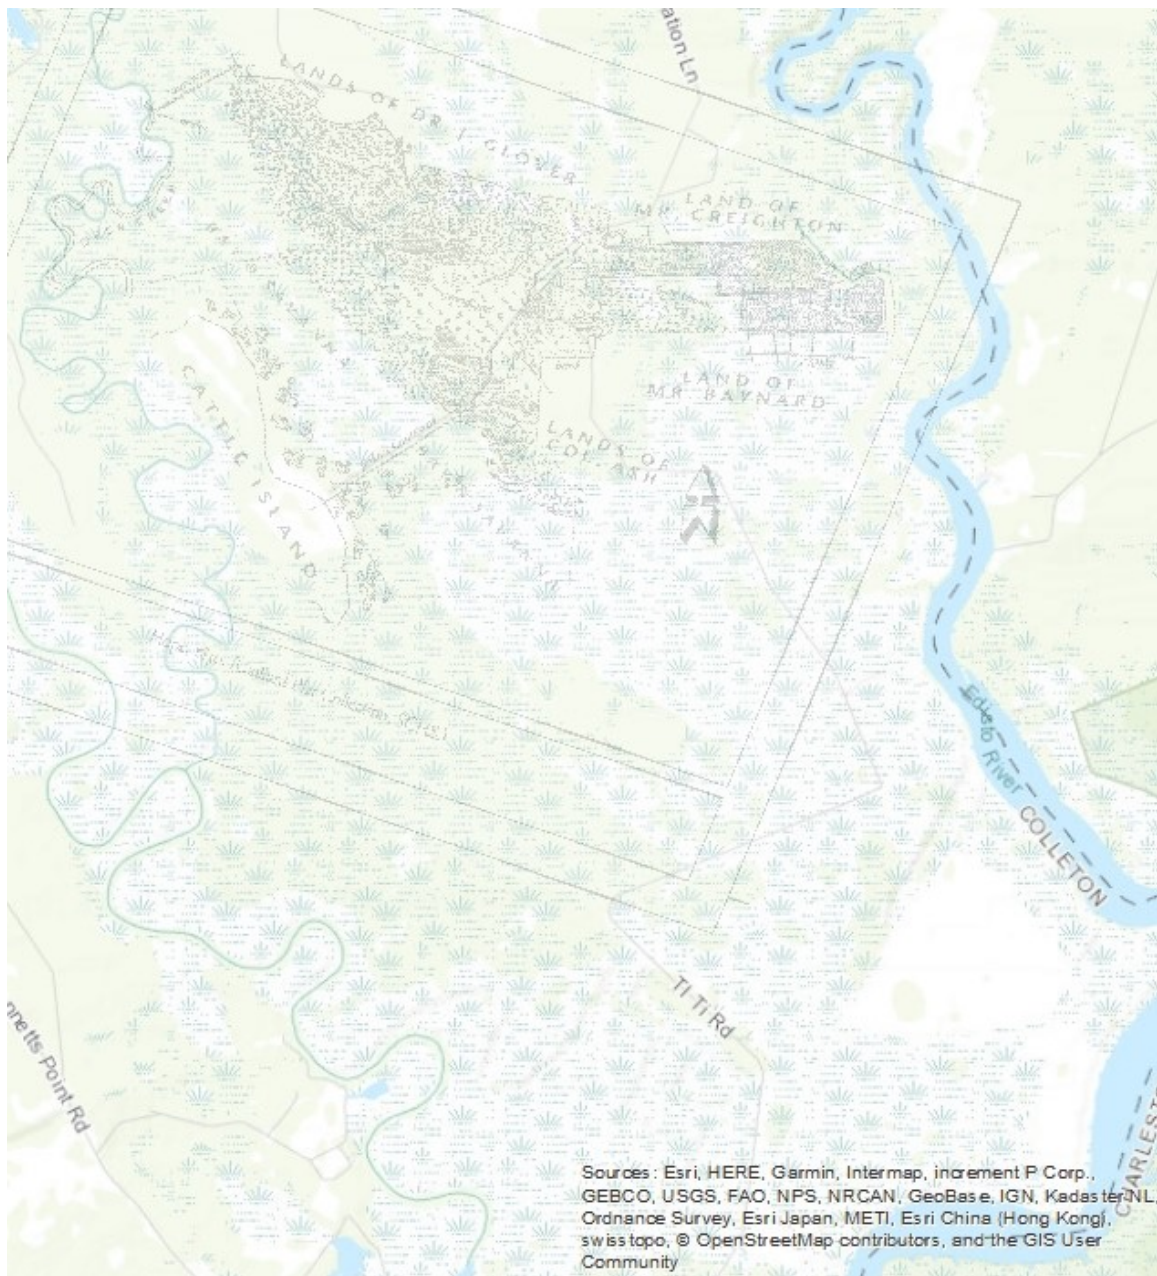 ation Ln
LANDS OF DR I GLOVER
LAND OF
MR. CREIGHTON
CATTLE ISLAND
LAND OF
MR. BAYNARD
LANDS OF
COL. ASH
Edisto River
COLLETON
Ti Ti Rd
nnetts Point Rd
CHARLEST
Sources: Esri, HERE, Garmin, Intermap, increment P Corp.,
GEBCO, USGS, FAO, NPS, NRCAN, GeoBase, IGN, Kadaster NL,
Ordnance Survey, Esri Japan, METI, Esri China (Hong Kong),
swisstopo, © OpenStreetMap contributors, and the GIS User
Community